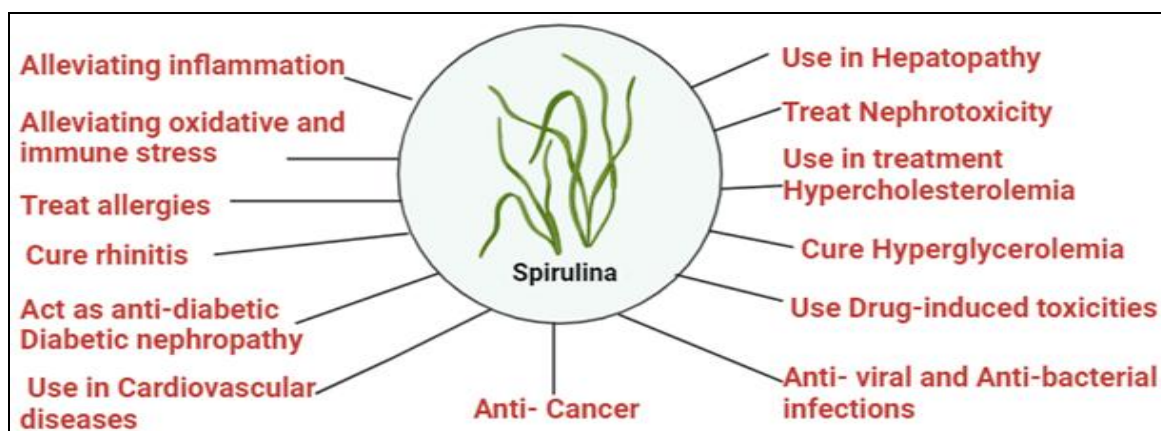 Alleviating inflammation
Alleviating oxidative and
immune stress
Treat allergies
Cure rhinitis
Act as anti-diabetic
Diabetic nephropathy
Use in Cardiovascular
diseases
Spirulina
Anti- Cancer
Use in Hepatopathy
Treat Nephrotoxicity
Use in treatment
Hypercholesterolemia
Cure Hyperglycerolemia
Use Drug-induced toxicities
Anti- viral and Anti-bacterial
infections